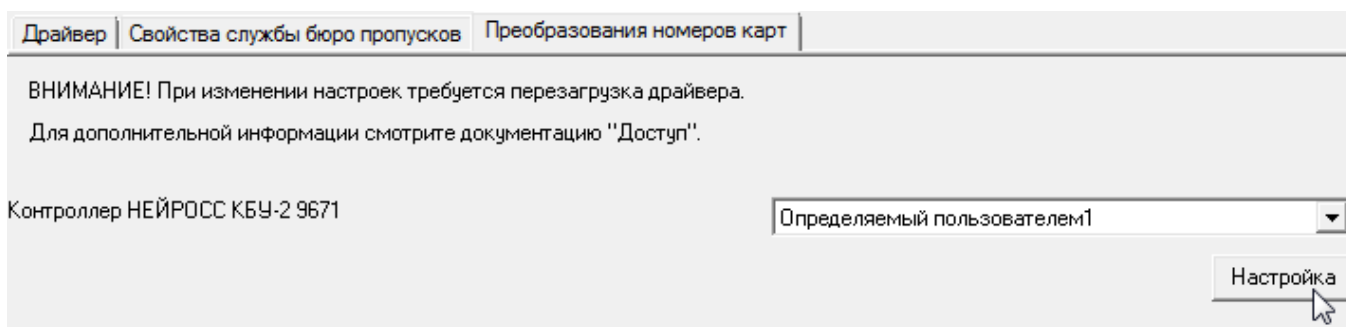 Драйвер Свойства службы бюро пропусков Преобразования номеров карт
ВНИМАНИЕ! При изменении настроек требуется перезагрузка драйвера.
Для дополнительной информации смотрите документацию "Доступ".
Контроллер НЕЙРОСС КБУ-2 9671 Определяемый пользователем1
Настройка